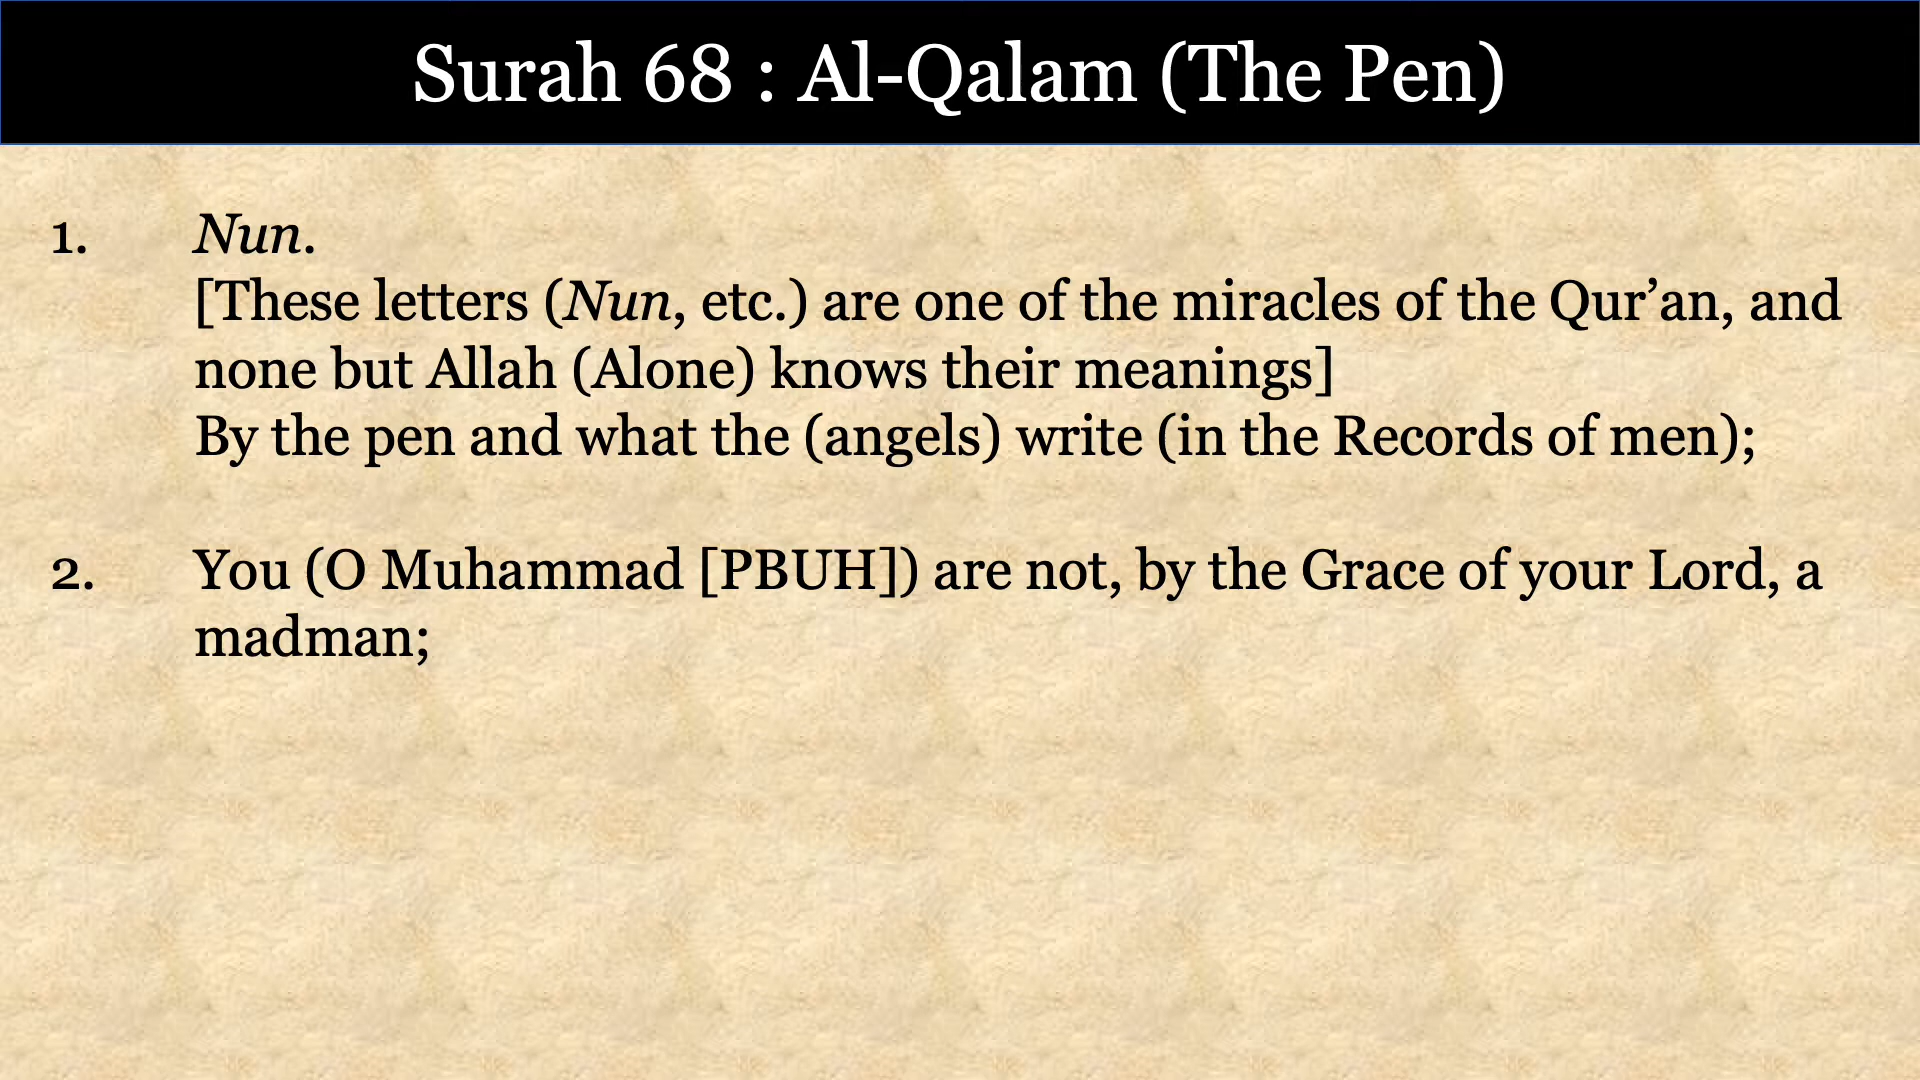 Surah 68 : Al-Qalam (The Pen)
1. Nun.
[These letters (Nun, etc.) are one of the miracles of the Qur’an, and
none but Allah (Alone) knows their meanings]
By the pen and what the (angels) write (in the Records of men);
2. You (O Muhammad [PBUH]) are not, by the Grace of your Lord, a
madman;